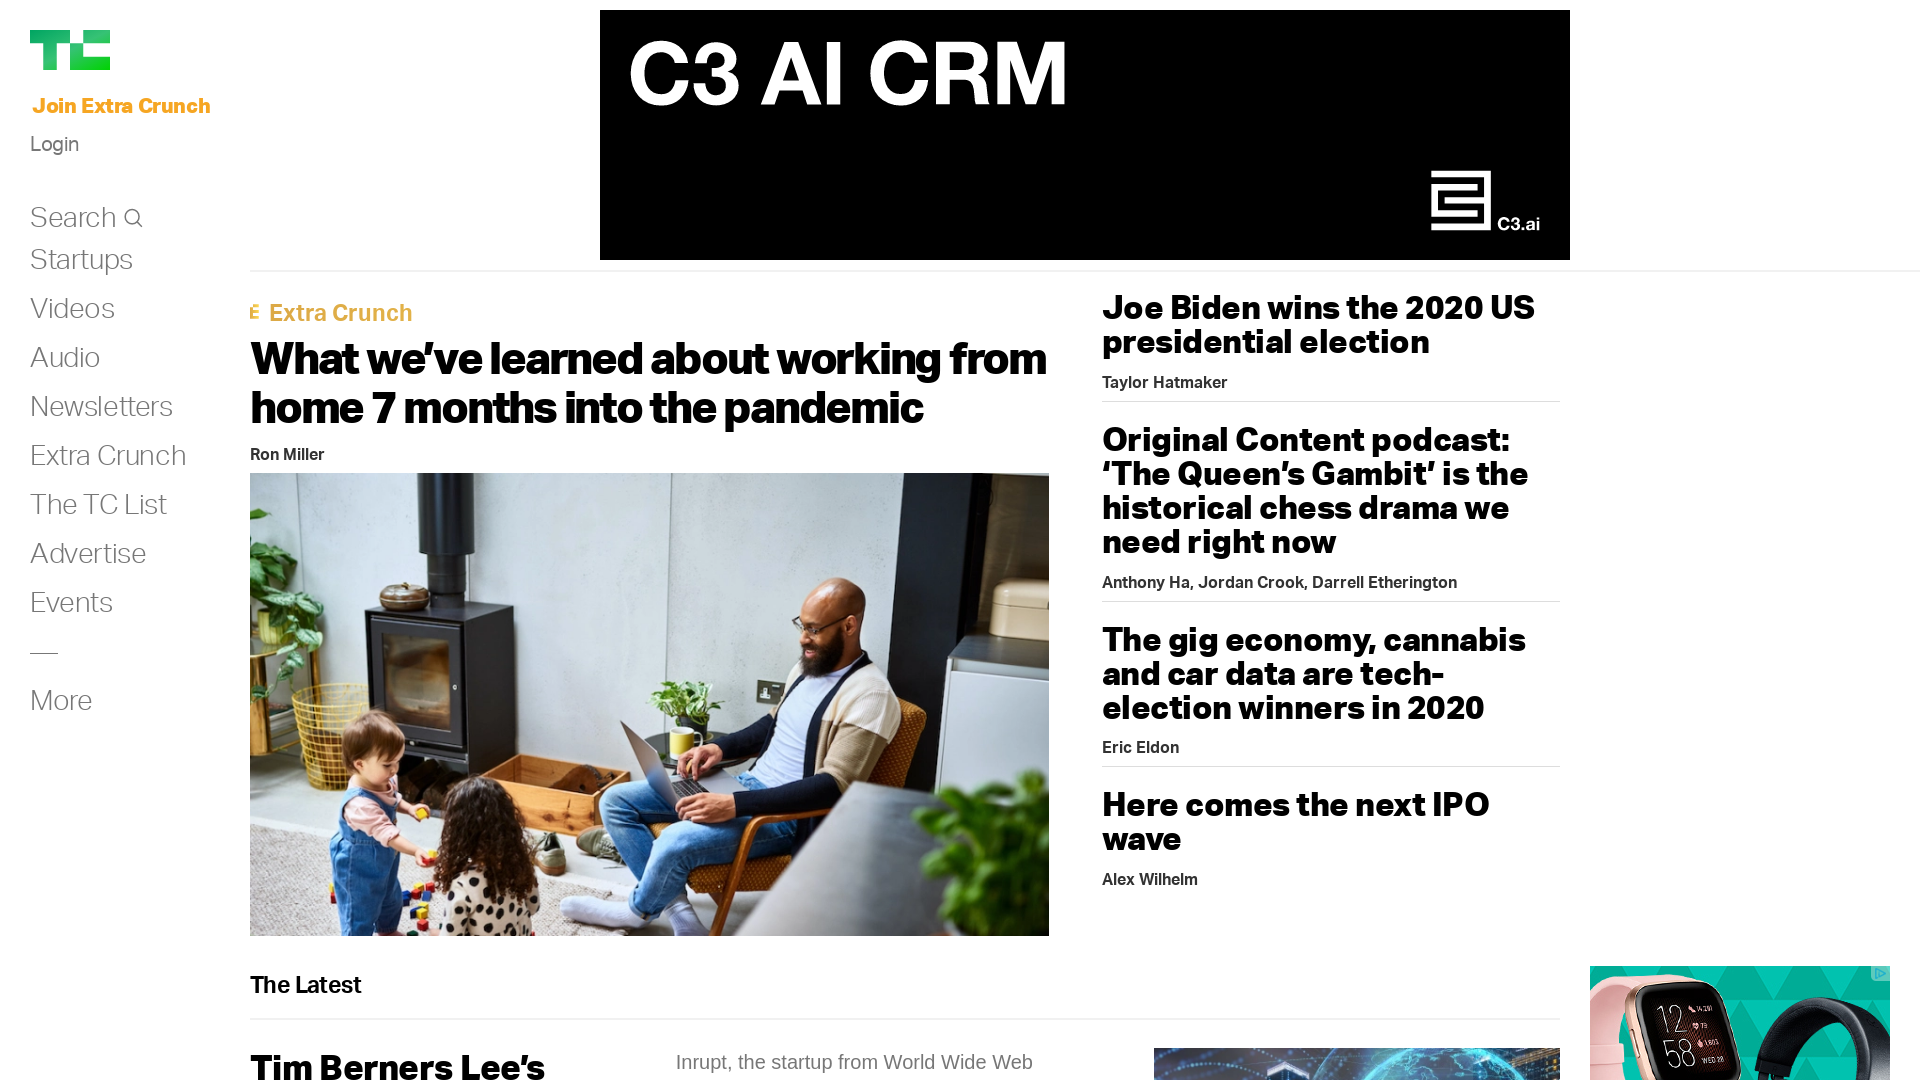 TC
Join Extra Crunch
Login
Search
Startups
Videos
Audio
Newsletters
Extra Crunch
The TC List
Advertise
Events
—
More
C3 AI CRM
C3.ai
Extra Crunch
What we’ve learned about working from
home 7 months into the pandemic
Ron Miller
Joe Biden wins the 2020 US
presidential election
Taylor Hatmaker
Original Content podcast:
‘The Queen’s Gambit’ is the
historical chess drama we
need right now
Anthony Ha, Jordan Crook, Darrell Etherington
The gig economy, cannabis
and car data are tech-
election winners in 2020
Eric Eldon
Here comes the next IPO
wave
Alex Wilhelm
The Latest
Tim Berners Lee’s
Inrupt, the startup from World Wide Web
12
58
WED 28